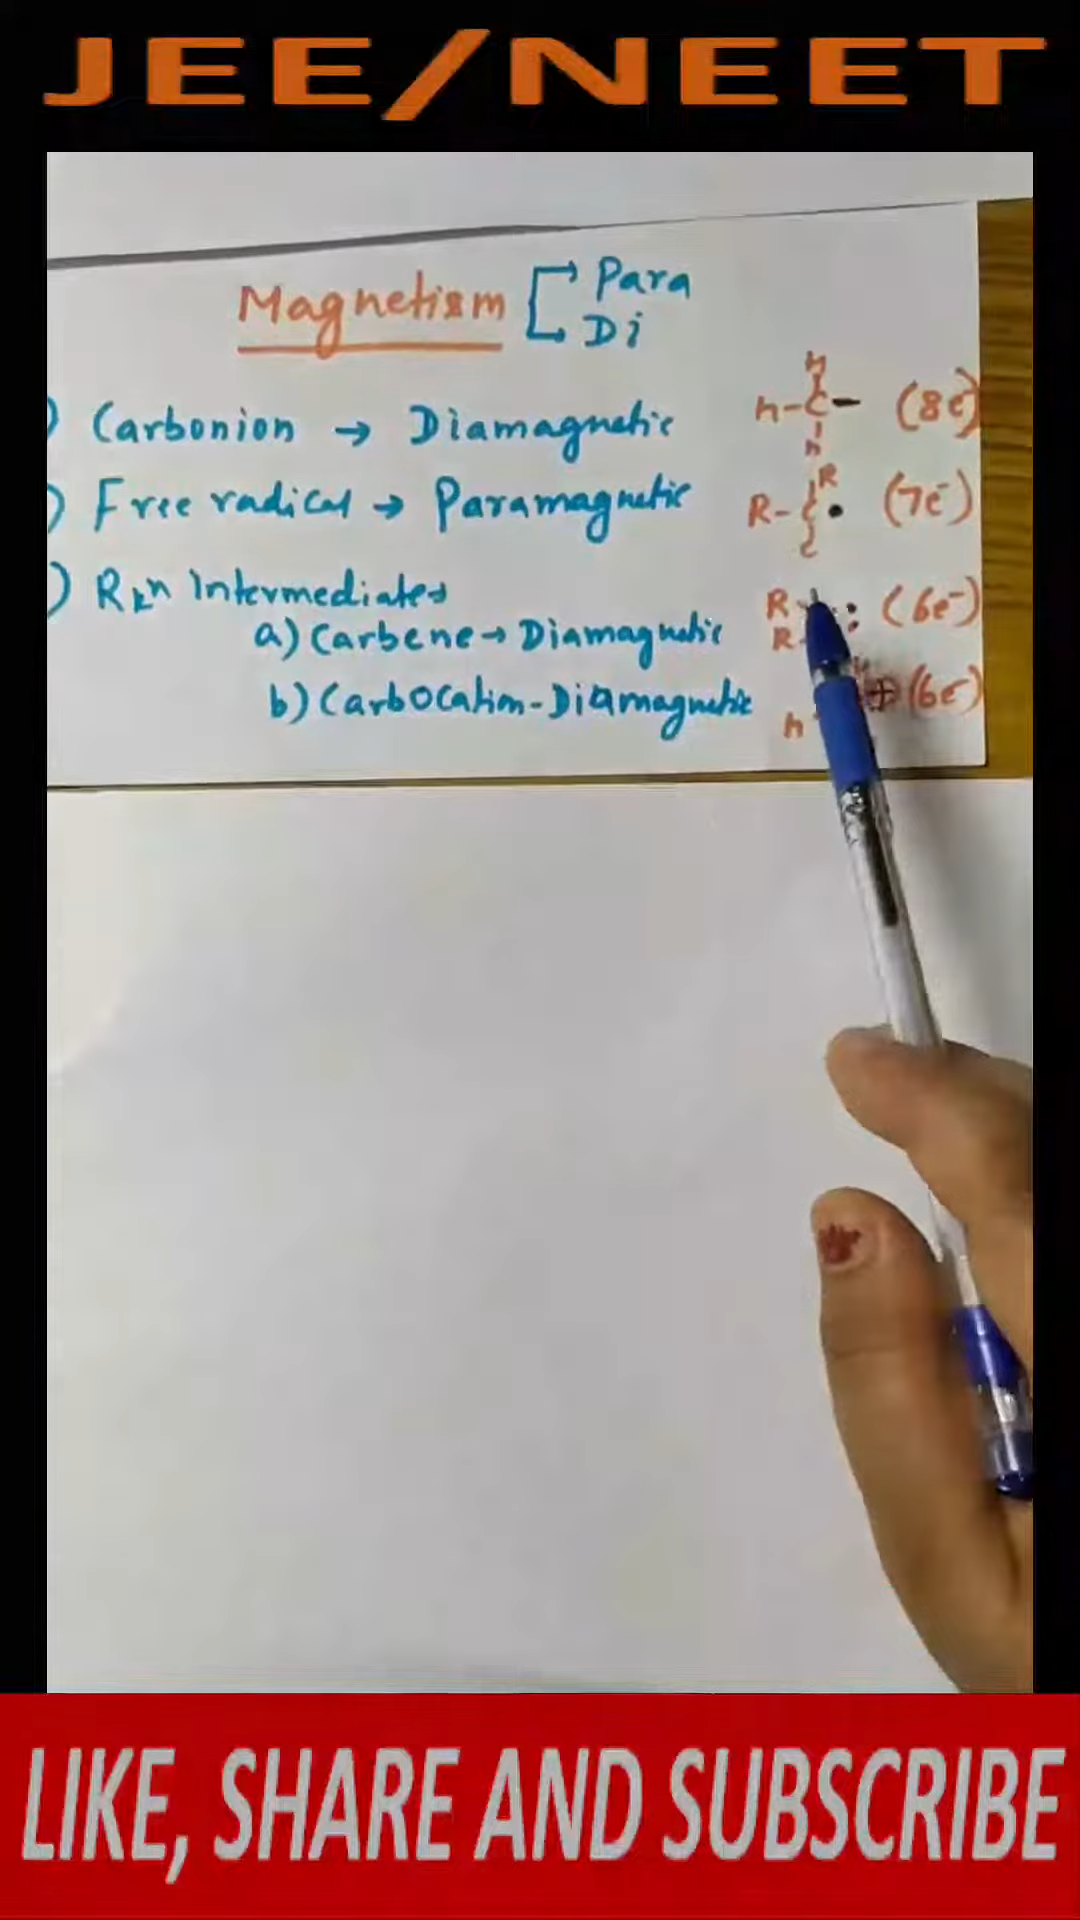 JEE/NEET
Magnetism
Para
Di
) Carbonion → Diamagnetic
H
H-C-
H
(8e⁻)
) Free radical → Paramagnetic
R
R-C•
(7e⁻)
) Rxn Intermediates
a) Carbene → Diamagnetic
R
R
: (6e⁻)
b) Carbocation - Diamagnetic
H
+ (6e⁻)
LIKE, SHARE AND SUBSCRIBE